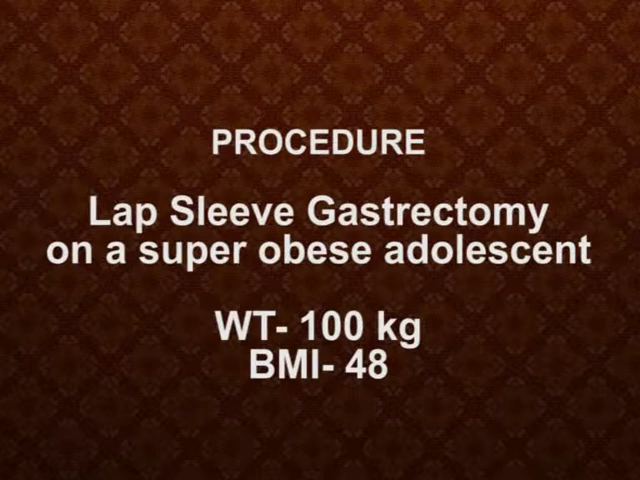 PROCEDURE
Lap Sleeve Gastrectomy
on a super obese adolescent
WT- 100 kg
BMI- 48